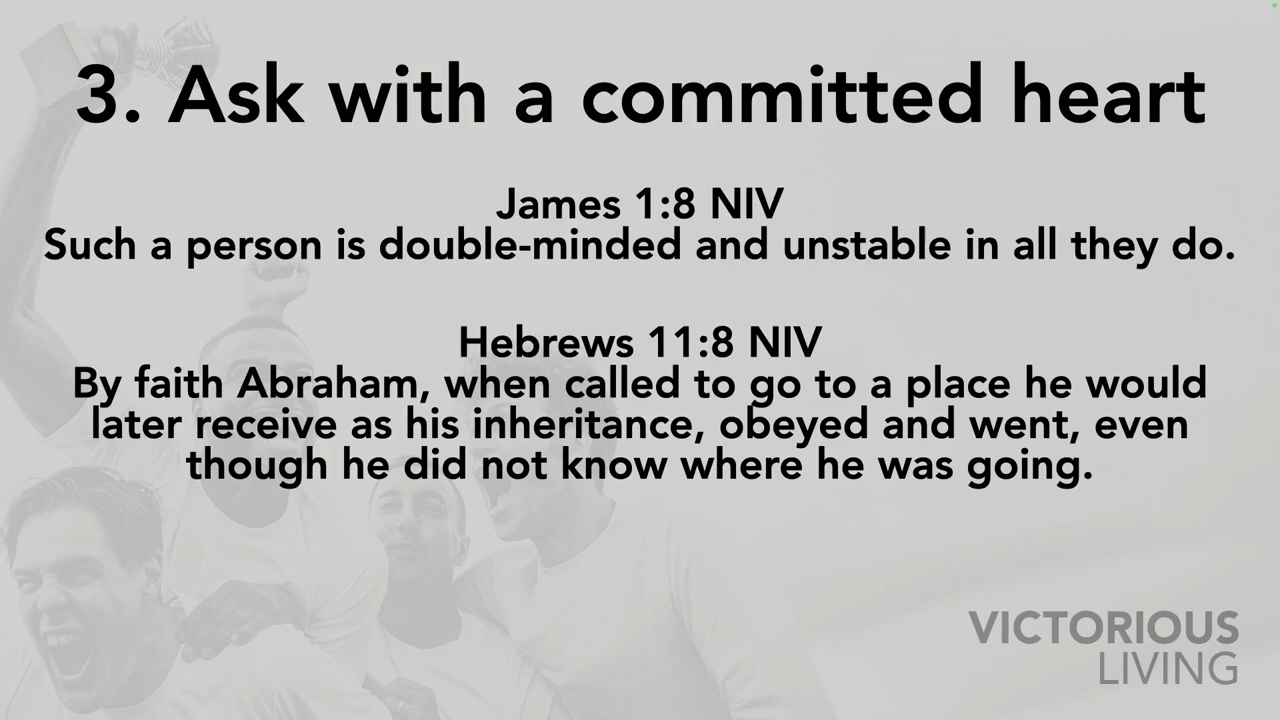 3. Ask with a committed heart
James 1:8 NIV
Such a person is double-minded and unstable in all they do.
Hebrews 11:8 NIV
By faith Abraham, when called to go to a place he would
later receive as his inheritance, obeyed and went, even
though he did not know where he was going.
VICTORIOUS
LIVING